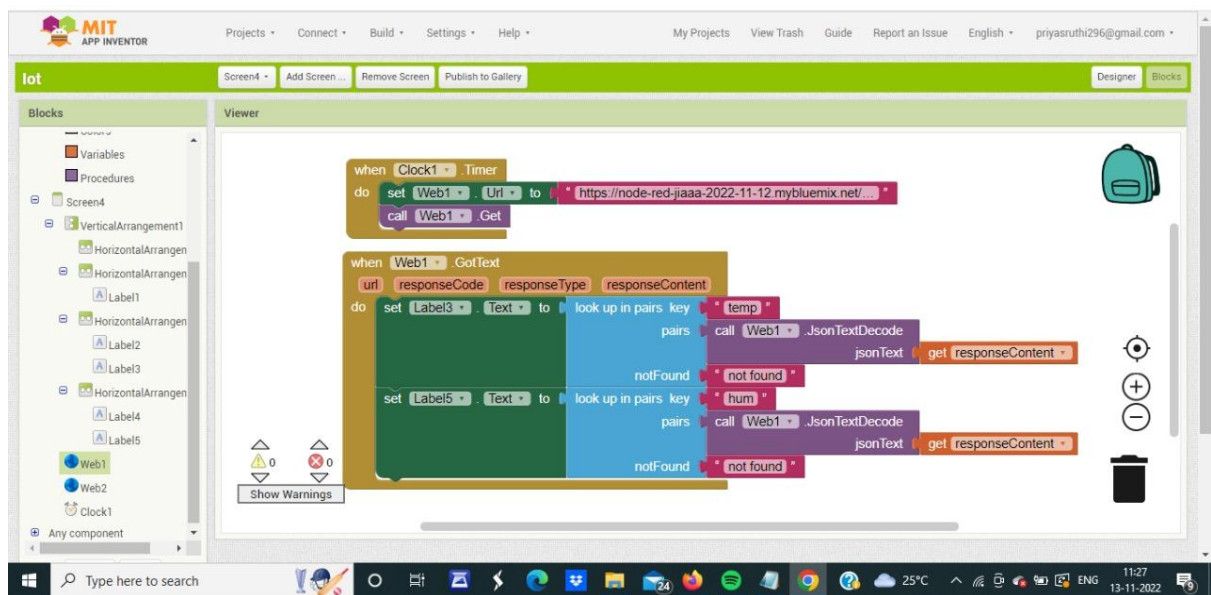 MIT
APP INVENTOR
Projects Connect Build Settings Help My Projects View Trash Guide Report an Issue English priyasruthi296@gmail.com
Iot Screen4 Add Screen ... Remove Screen Publish to Gallery Designer Blocks
Blocks Viewer
Variables
Procedures
Screen4
VerticalArrangement1
HorizontalArrangen
HorizontalArrangen
Label1
HorizontalArrangen
Label2
Label3
HorizontalArrangen
Label4
Label5
Web1
Web2
Clock1
Any component
when Clock1 .Timer
do set Web1 . Url to " https://node-red-jiaaa-2022-11-12.mybluemix.net/... "
call Web1 .Get
when Web1 .GotText
url responseCode responseType responseContent
do set Label3 . Text to look up in pairs key " temp "
pairs call Web1 .JsonTextDecode
jsonText get responseContent
notFound " not found "
set Label5 . Text to look up in pairs key " hum "
pairs call Web1 .JsonTextDecode
jsonText get responseContent
notFound " not found "
0 0
Show Warnings
Type here to search 24 25°C ENG 11:27
13-11-2022